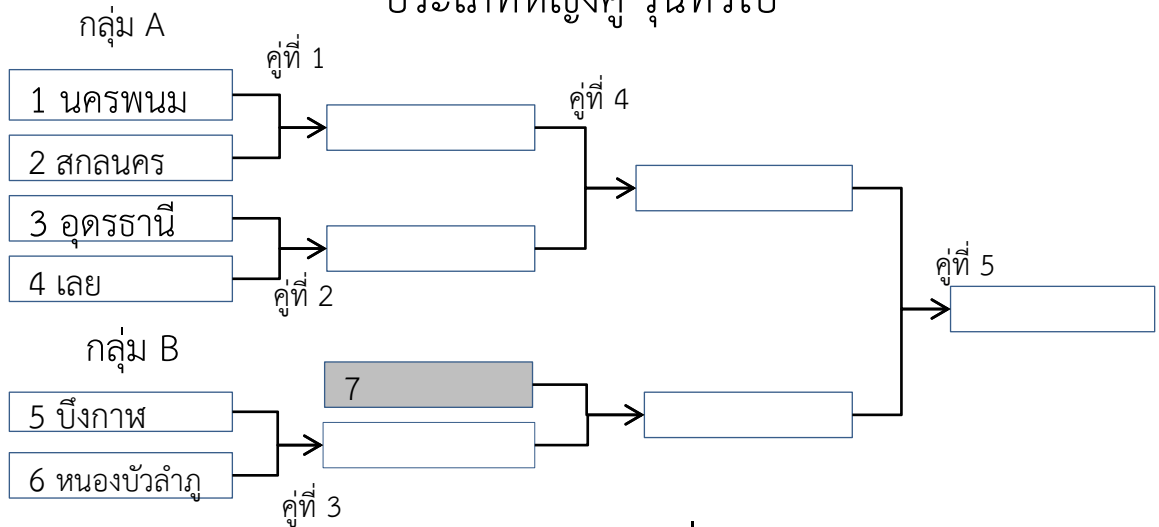 กลุ่ม A
คู่ที่ 1
1 นครพนม
คู่ที่ 4
2 สกลนคร
3 อุดรธานี
คู่ที่ 5
4 เลย
คู่ที่ 2
กลุ่ม B
7
5 บึงกาฬ
6 หนองบัวลำภู
คู่ที่ 3